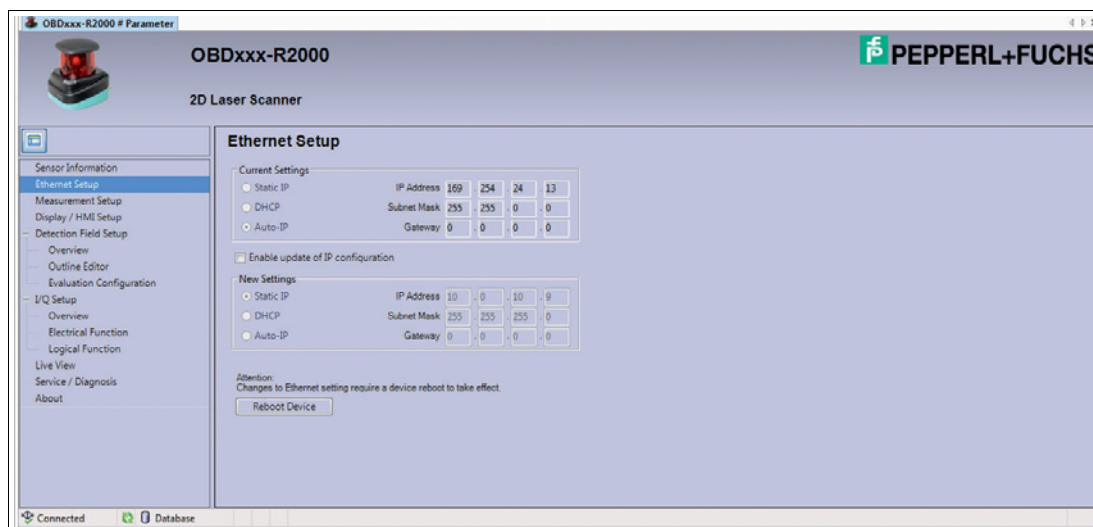 OBDxxx-R2000 # Parameter
OBDxxx-R2000
PEPPERL+FUCHS
2D Laser Scanner
Sensor Information
Ethernet Setup
Measurement Setup
Display / HMI Setup
Detection Field Setup
Overview
Outline Editor
Evaluation Configuration
I/Q Setup
Overview
Electrical Function
Logical Function
Live View
Service / Diagnosis
About
Ethernet Setup
Current Settings
Static IP IP Address 169 . 254 . 24 . 13
DHCP Subnet Mask 255 . 255 . 0 . 0
Auto-IP Gateway 0 . 0 . 0 . 0
Enable update of IP configuration
New Settings
Static IP IP Address 10 . 0 . 10 . 9
DHCP Subnet Mask 255 . 255 . 255 . 0
Auto-IP Gateway 0 . 0 . 0 . 0
Attention:
Changes to Ethernet setting require a device reboot to take effect.
Reboot Device
Connected Database